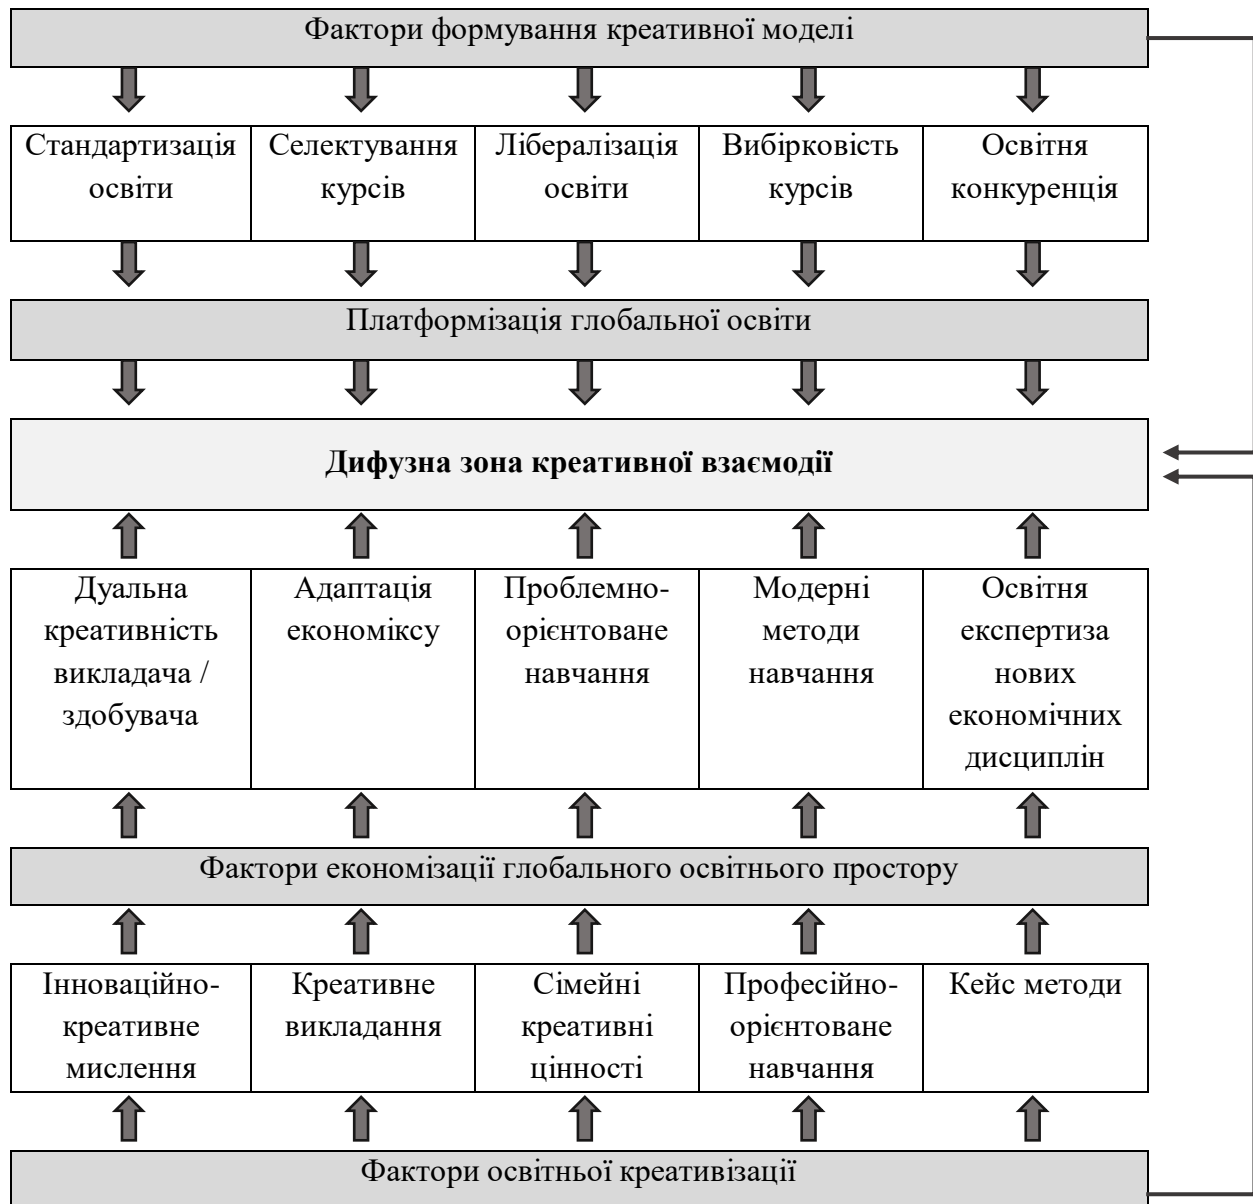 Фактори формування креативної моделі
Стандартизація
освіти
Селектування
курсів
Лібералізація
освіти
Вибірковість
курсів
Освітня
конкуренція
Платформізація глобальної освіти
Дифузна зона креативної взаємодії
Дуальна
креативність
викладача /
здобувача
Адаптація
економіксу
Проблемно-
орієнтоване
навчання
Модерні
методи
навчання
Освітня
експертиза
нових
економічних
дисциплін
Фактори економізації глобального освітнього простору
Інноваційно-
креативне
мислення
Креативне
викладання
Сімейні
креативні
цінності
Професійно-
орієнтоване
навчання
Кейс методи
Фактори освітньої креативізації